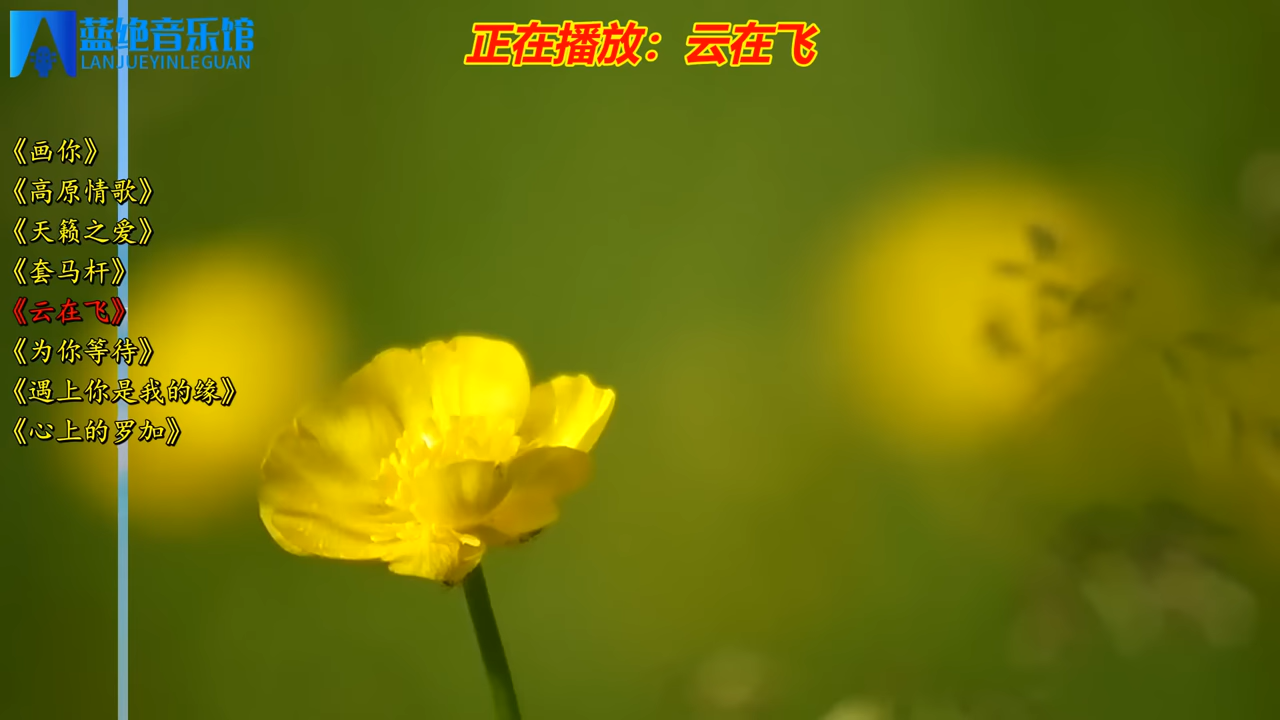 蓝绝音乐馆
LANJUEYINLEGUAN
正在播放：云在飞
《画你》
《高原情歌》
《天籁之爱》
《套马杆》
《云在飞》
《为你等待》
《遇上你是我的缘》
《心上的罗加》